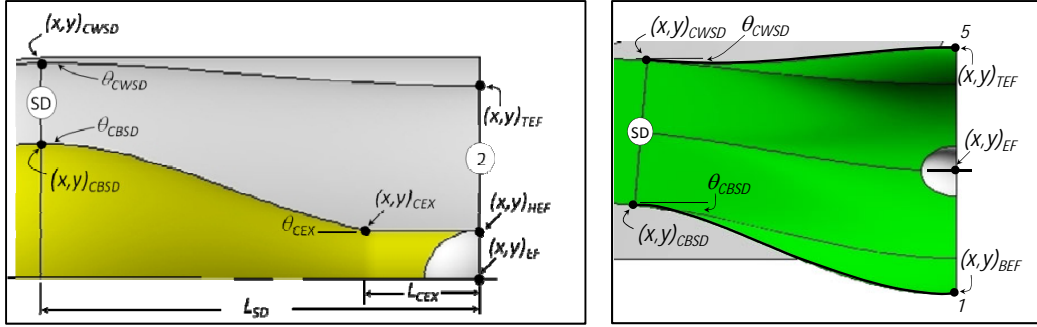 (x,y)CWSD
θCWSD
SD
θCBSD
(x,y)CBSD
(x,y)TEF
2
(x,y)CEX
θCEX
(x,y)HEF
(x,y)EF
LCEX
LSD
(x,y)CWSD
θCWSD
5
(x,y)TEF
SD
(x,y)EF
θCBSD
(x,y)CBSD
(x,y)BEF
1